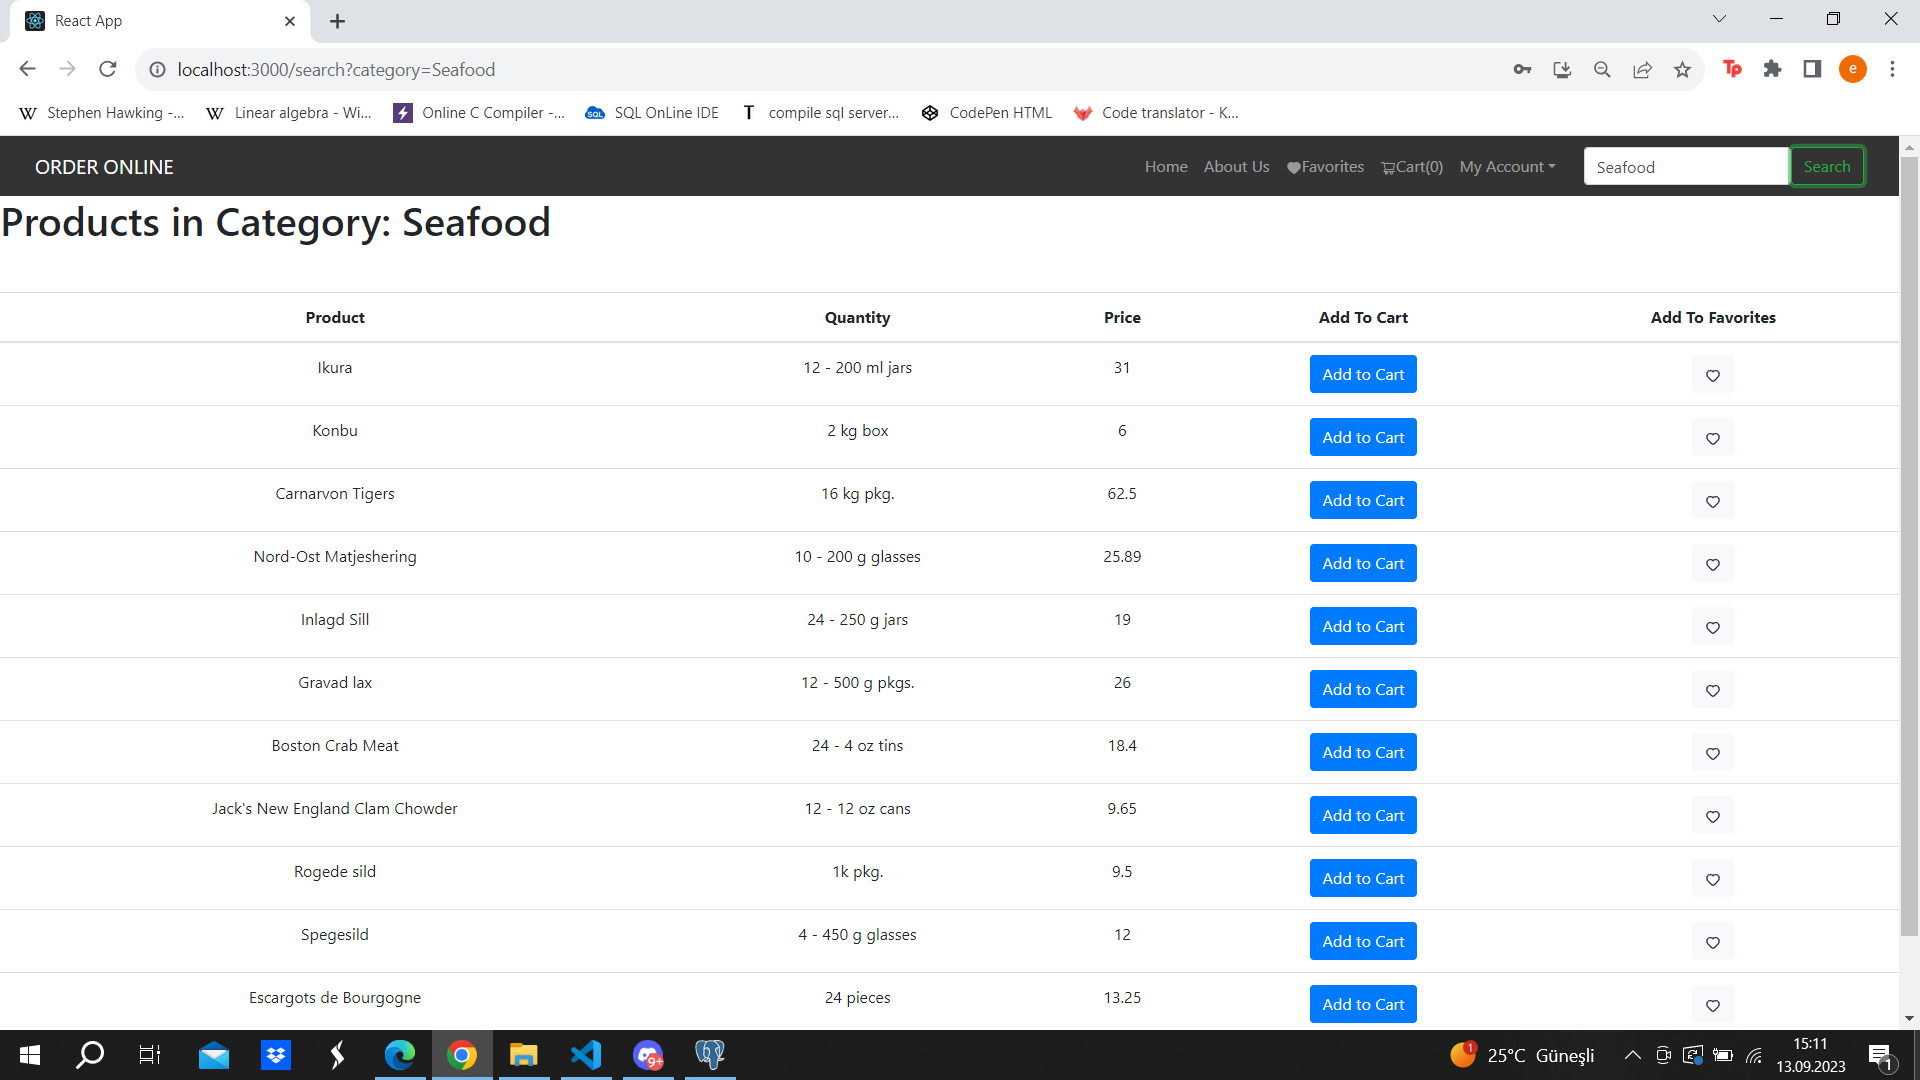 React App
localhost:3000/search?category=Seafood
Tp
e
W Stephen Hawking -...
W Linear algebra - Wi...
Online C Compiler -...
SQL SQL OnLine IDE
T compile sql server...
CodePen HTML
Code translator - K...
ORDER ONLINE
Home About Us Favorites Cart(0) My Account Seafood Search
Products in Category: Seafood
Product Quantity Price Add To Cart Add To Favorites
Ikura 12 - 200 ml jars 31 Add to Cart
Konbu 2 kg box 6 Add to Cart
Carnarvon Tigers 16 kg pkg. 62.5 Add to Cart
Nord-Ost Matjeshering 10 - 200 g glasses 25.89 Add to Cart
Inlagd Sill 24 - 250 g jars 19 Add to Cart
Gravad lax 12 - 500 g pkgs. 26 Add to Cart
Boston Crab Meat 24 - 4 oz tins 18.4 Add to Cart
Jack's New England Clam Chowder 12 - 12 oz cans 9.65 Add to Cart
Rogede sild 1k pkg. 9.5 Add to Cart
Spegesild 4 - 450 g glasses 12 Add to Cart
Escargots de Bourgogne 24 pieces 13.25 Add to Cart
9+
1
25°C Güneşli
15:11
13.09.2023
1